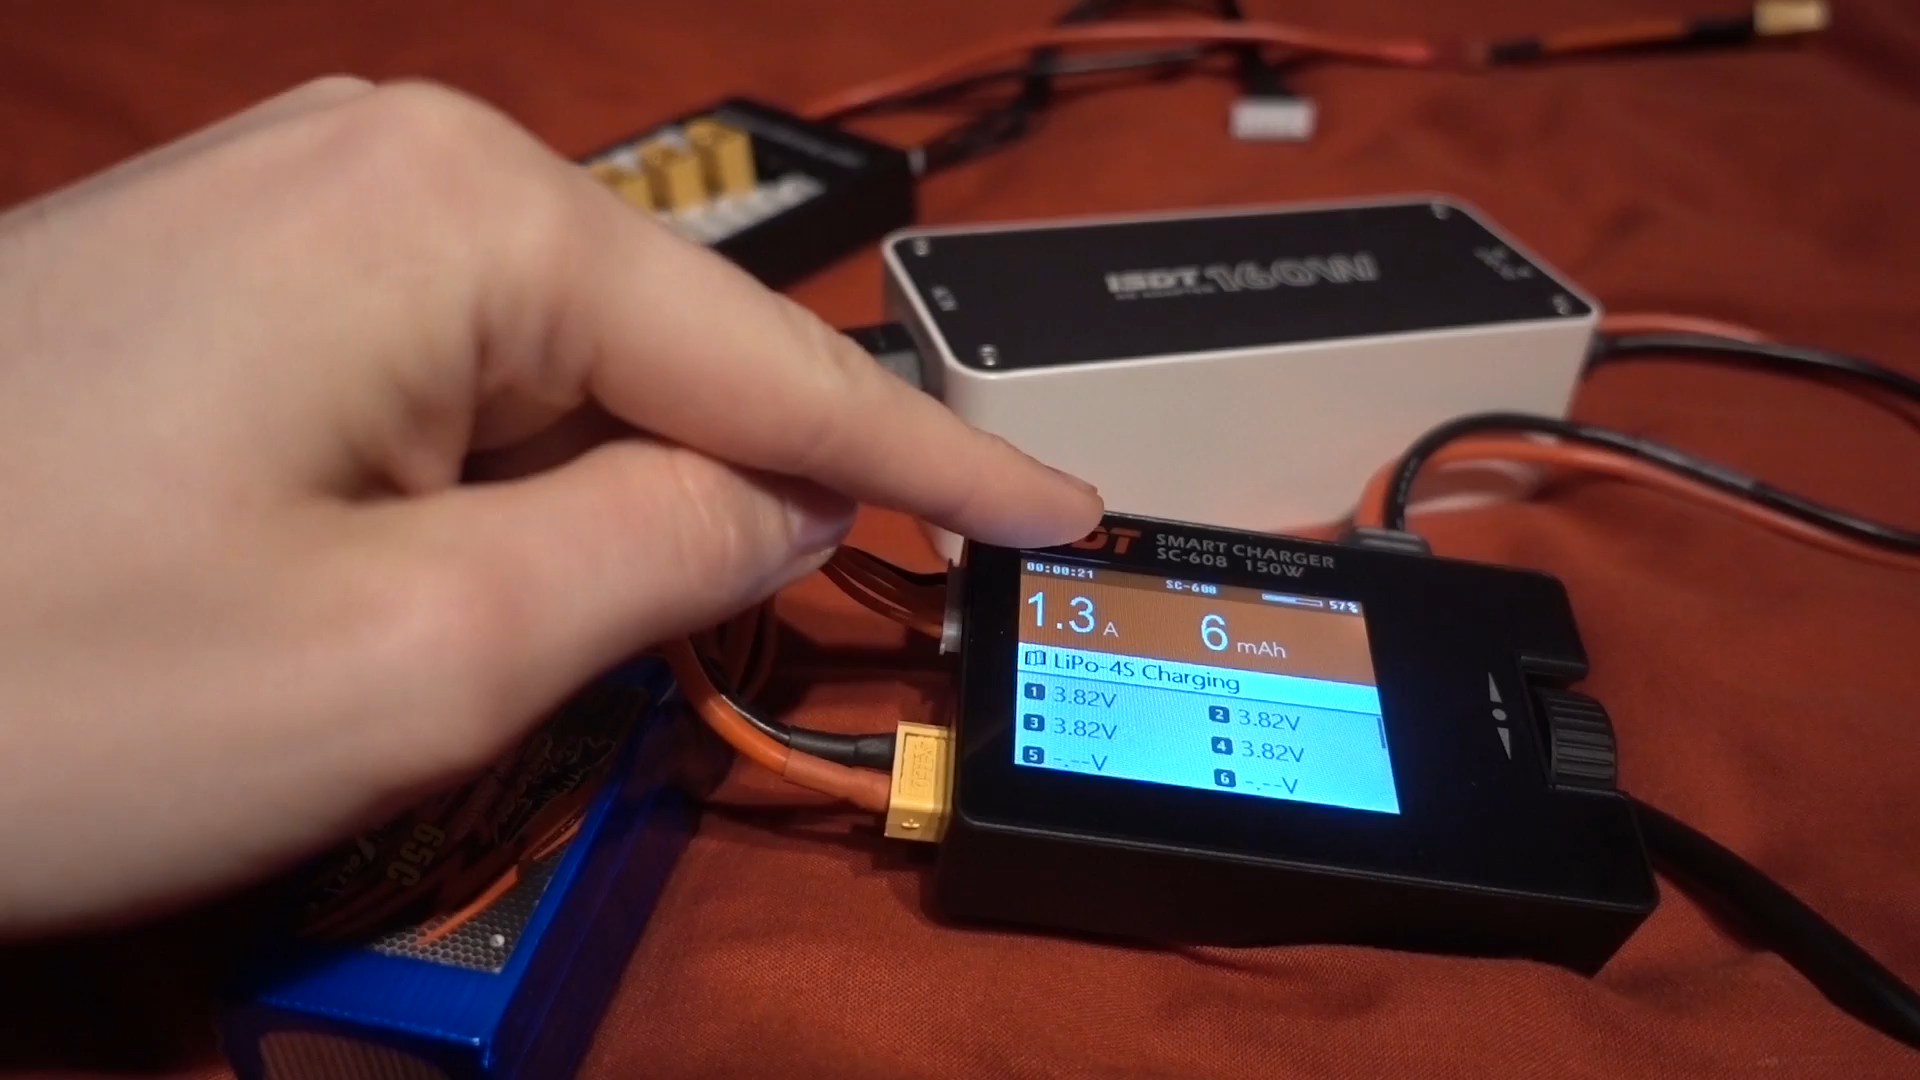 ISDT 160W
DT
SMART CHARGER
SC-608 150W
00:00:21
SC-608
57%
1.3 A
6 mAh
LiPo-4S Charging
1 3.82V
2 3.82V
3 3.82V
4 3.82V
5 -.--V
6 -.--V
65C